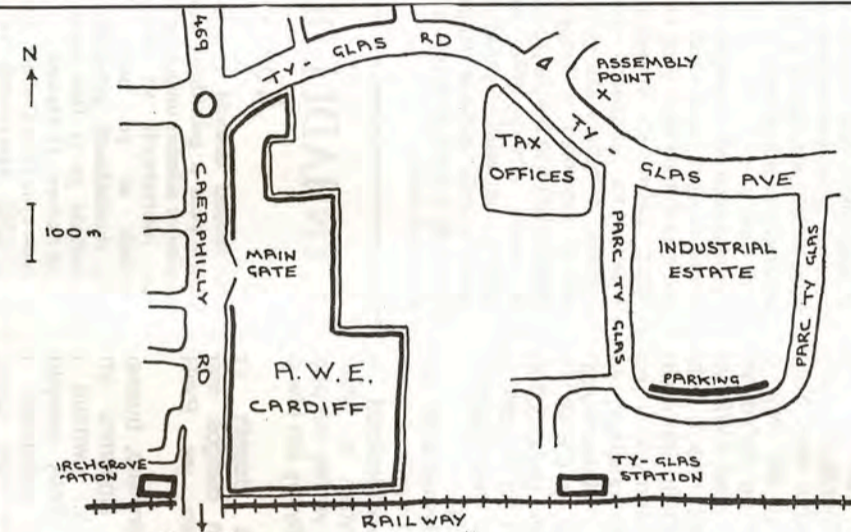 469
N
TY-GLAS RD
ASSEMBLY
POINT
X
TAX
OFFICES
TY-GLAS AVE
CAERPHILLY RD
100m
MAIN
GATE
PARC TY GLAS
INDUSTRIAL
ESTATE
PARC TY GLAS
PARKING
A.W.E.
CARDIFF
TY-GLAS
STATION
RAILWAY